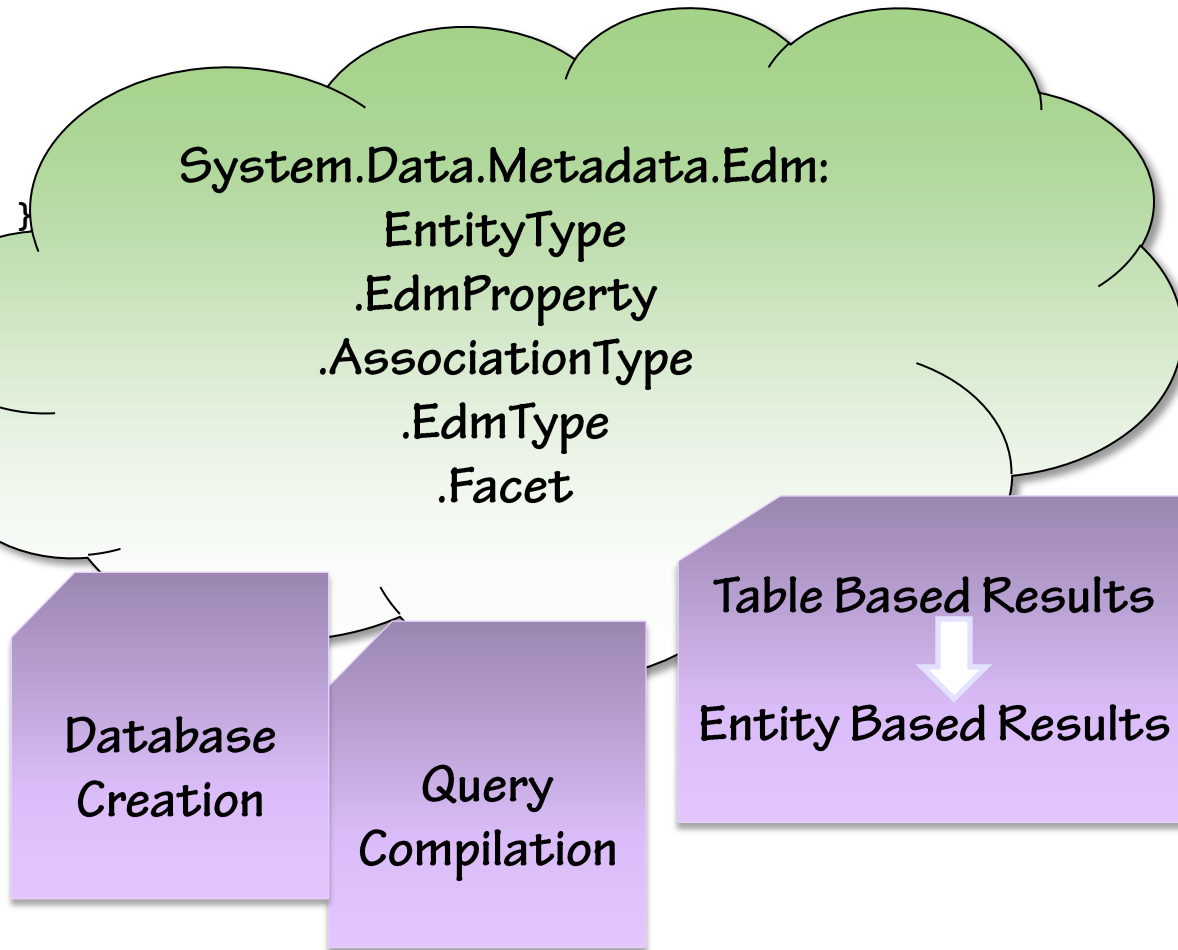 System.Data.Metadata.Edm:
}
EntityType
.EdmProperty
.AssociationType
.EdmType
.Facet
Table Based Results
Entity Based Results
Database
Creation
Query
Compilation